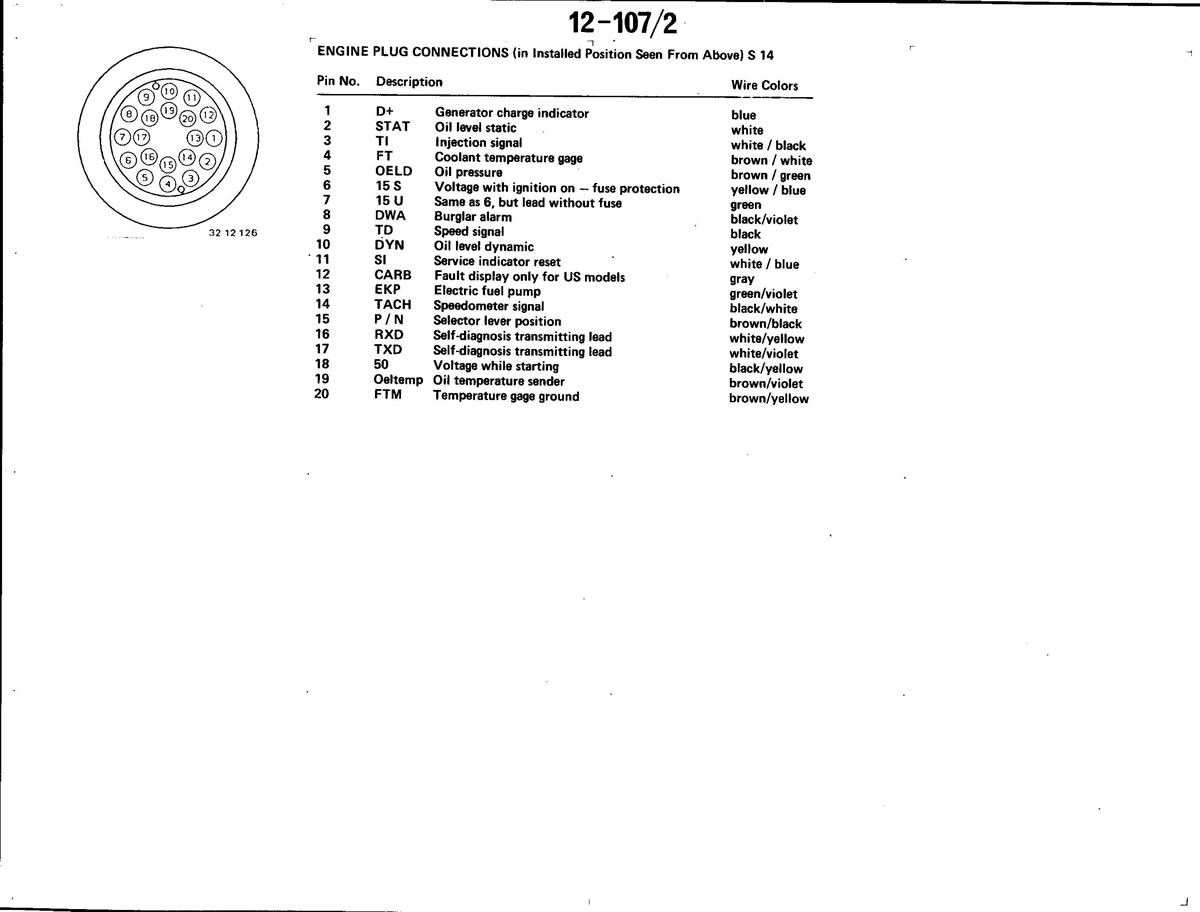 12-107/2
ENGINE PLUG CONNECTIONS (in Installed Position Seen From Above) S 14
Pin No. Description Wire Colors
1 D+ Generator charge indicator blue
2 STAT Oil level static white
3 TI Injection signal white / black
4 FT Coolant temperature gage brown / white
5 OELD Oil pressure brown / green
6 15 S Voltage with ignition on – fuse protection yellow / blue
7 15 U Same as 6, but lead without fuse green
8 DWA Burglar alarm black/violet
9 TD Speed signal black
10 DYN Oil level dynamic yellow
11 SI Service indicator reset white / blue
12 CARB Fault display only for US models gray
13 EKP Electric fuel pump green/violet
14 TACH Speedometer signal black/white
15 P / N Selector lever position brown/black
16 RXD Self-diagnosis transmitting lead white/yellow
17 TXD Self-diagnosis transmitting lead white/violet
18 50 Voltage while starting black/yellow
19 Oeltemp Oil temperature sender brown/violet
20 FTM Temperature gage ground brown/yellow
10
9 11
8 18 19 20 12
7 17 13 1
6 16 15 14 2
5 4 3
32 12 126